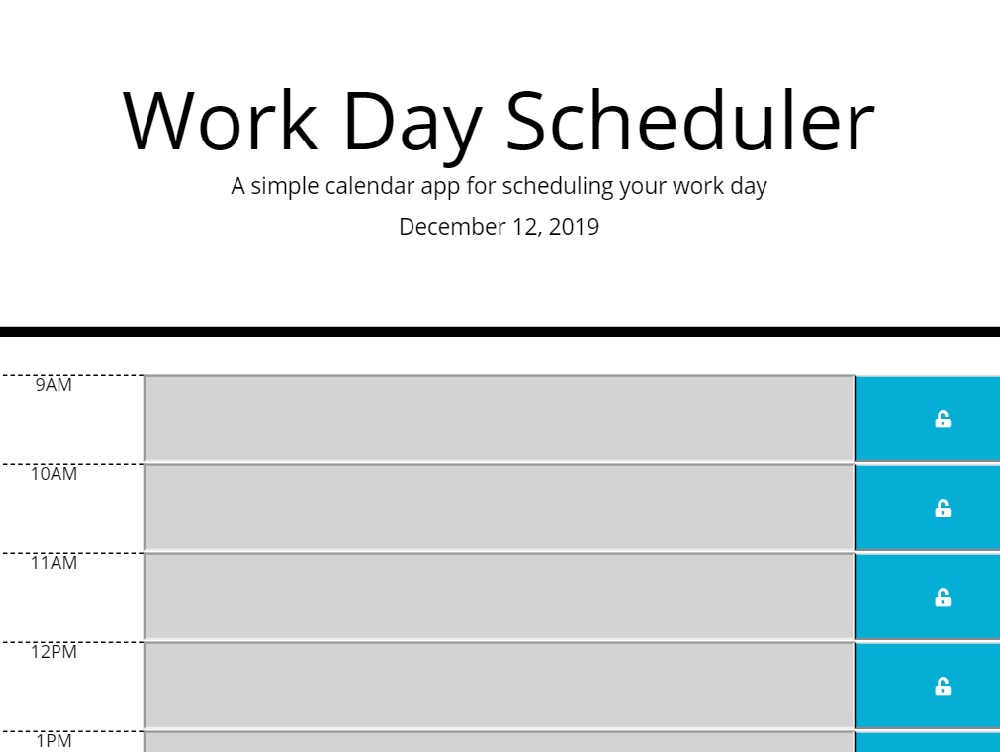 Work Day Scheduler
A simple calendar app for scheduling your work day
December 12, 2019
9AM
10AM
11AM
12PM
1PM